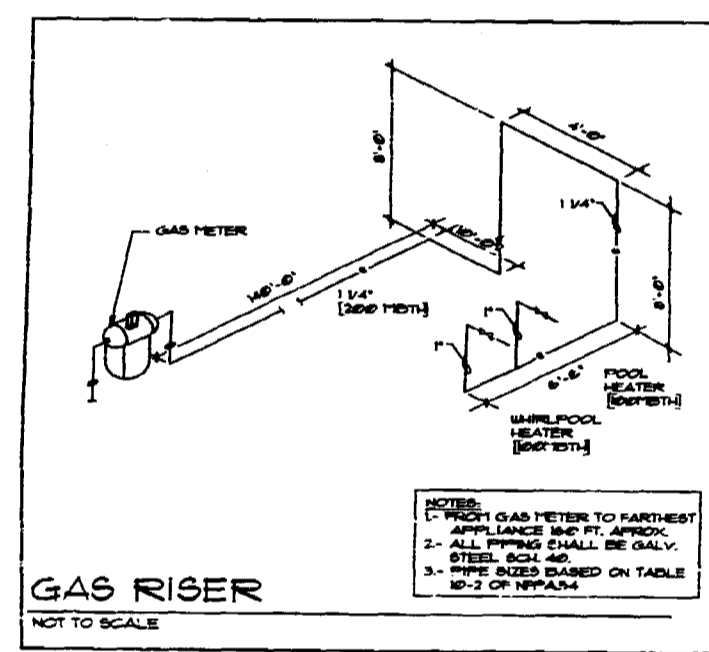 8'-0"
4'-0"
1 1/4"
10'-0"
GAS METER
140'-0"
8'-0"
1 1/4"
[200 MBTH]
1"
1"
6'-6"
POOL
HEATER
[100MBTH]
WHIRLPOOL
HEATER
[100MBTH]
NOTES:
1.- FROM GAS METER TO FARTHEST
APPLIANCE FT. APROX.
2.- ALL PIPING SHALL BE GALV.
STEEL SCH. 40.
3.- PIPE SIZES BASED ON TABLE
10-2 OF NFPA54
GAS RISER
NOT TO SCALE